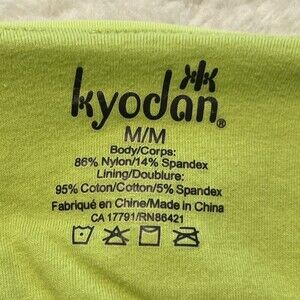 kyodan®
M/M
Body/Corps:
86% Nylon/14% Spandex
Lining/Doublure:
95% Coton/Cotton/5% Spandex
Fabriqué en Chine/Made in China
CA 17791/RN86421